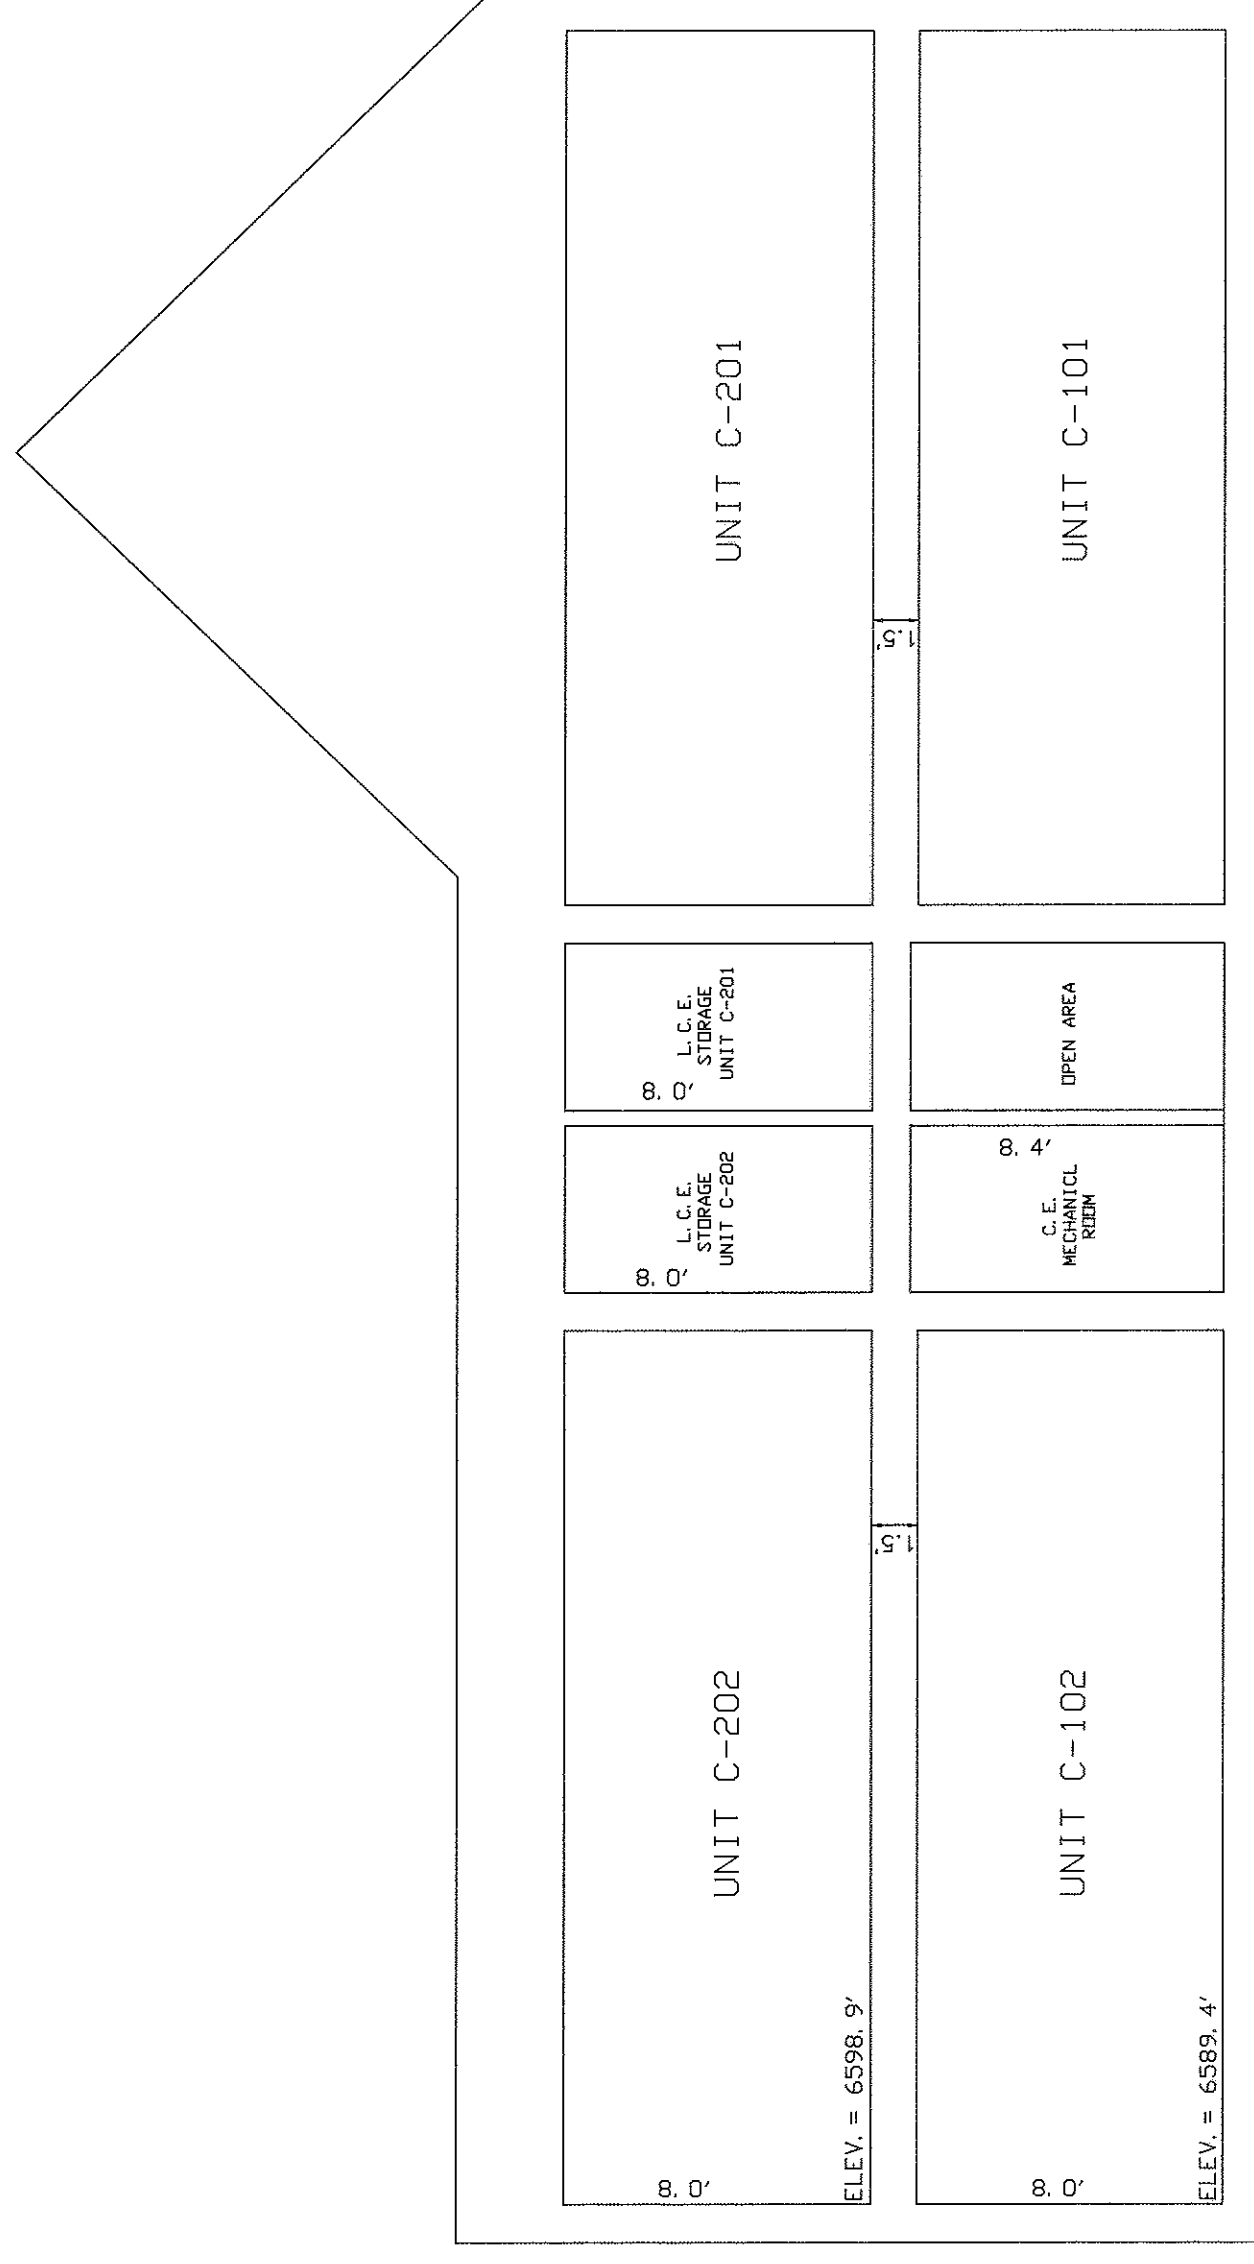 UNIT C-201
UNIT C-101
1.5'
L. C. E.
STORAGE
UNIT C-201
8. 0'
OPEN AREA
L. C. E.
STORAGE
UNIT C-202
8. 0'
8. 4'
C. E.
MECHANICL
ROOM
1.5'
UNIT C-202
UNIT C-102
ELEV. = 6598. 9'
8. 0'
ELEV. = 6589. 4'
8. 0'